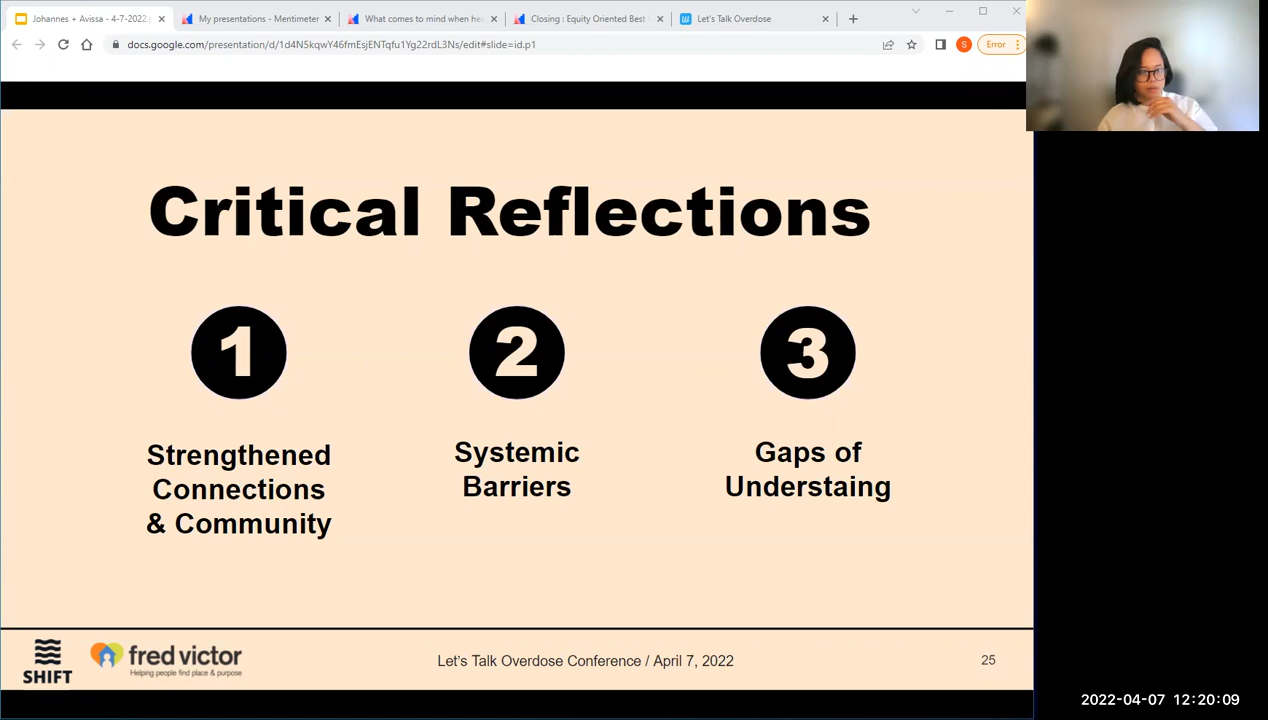 Johannes + Avissa - 4-7-2022.
My presentations - Mentimeter
What comes to mind when he
Closing : Equity Oriented Best
Let's Talk Overdose
docs.google.com/presentation/d/1d4N5kqwY46fmEsjENTqfu1Yg22rdL3Ns/edit#slide=id.p1
S
Error
Critical Reflections
1
2
3
Strengthened
Connections
& Community
Systemic
Barriers
Gaps of
Understaing
SHIFT
fred victor
Helping people find place & purpose
Let's Talk Overdose Conference / April 7, 2022
25
2022-04-07 12:20:09